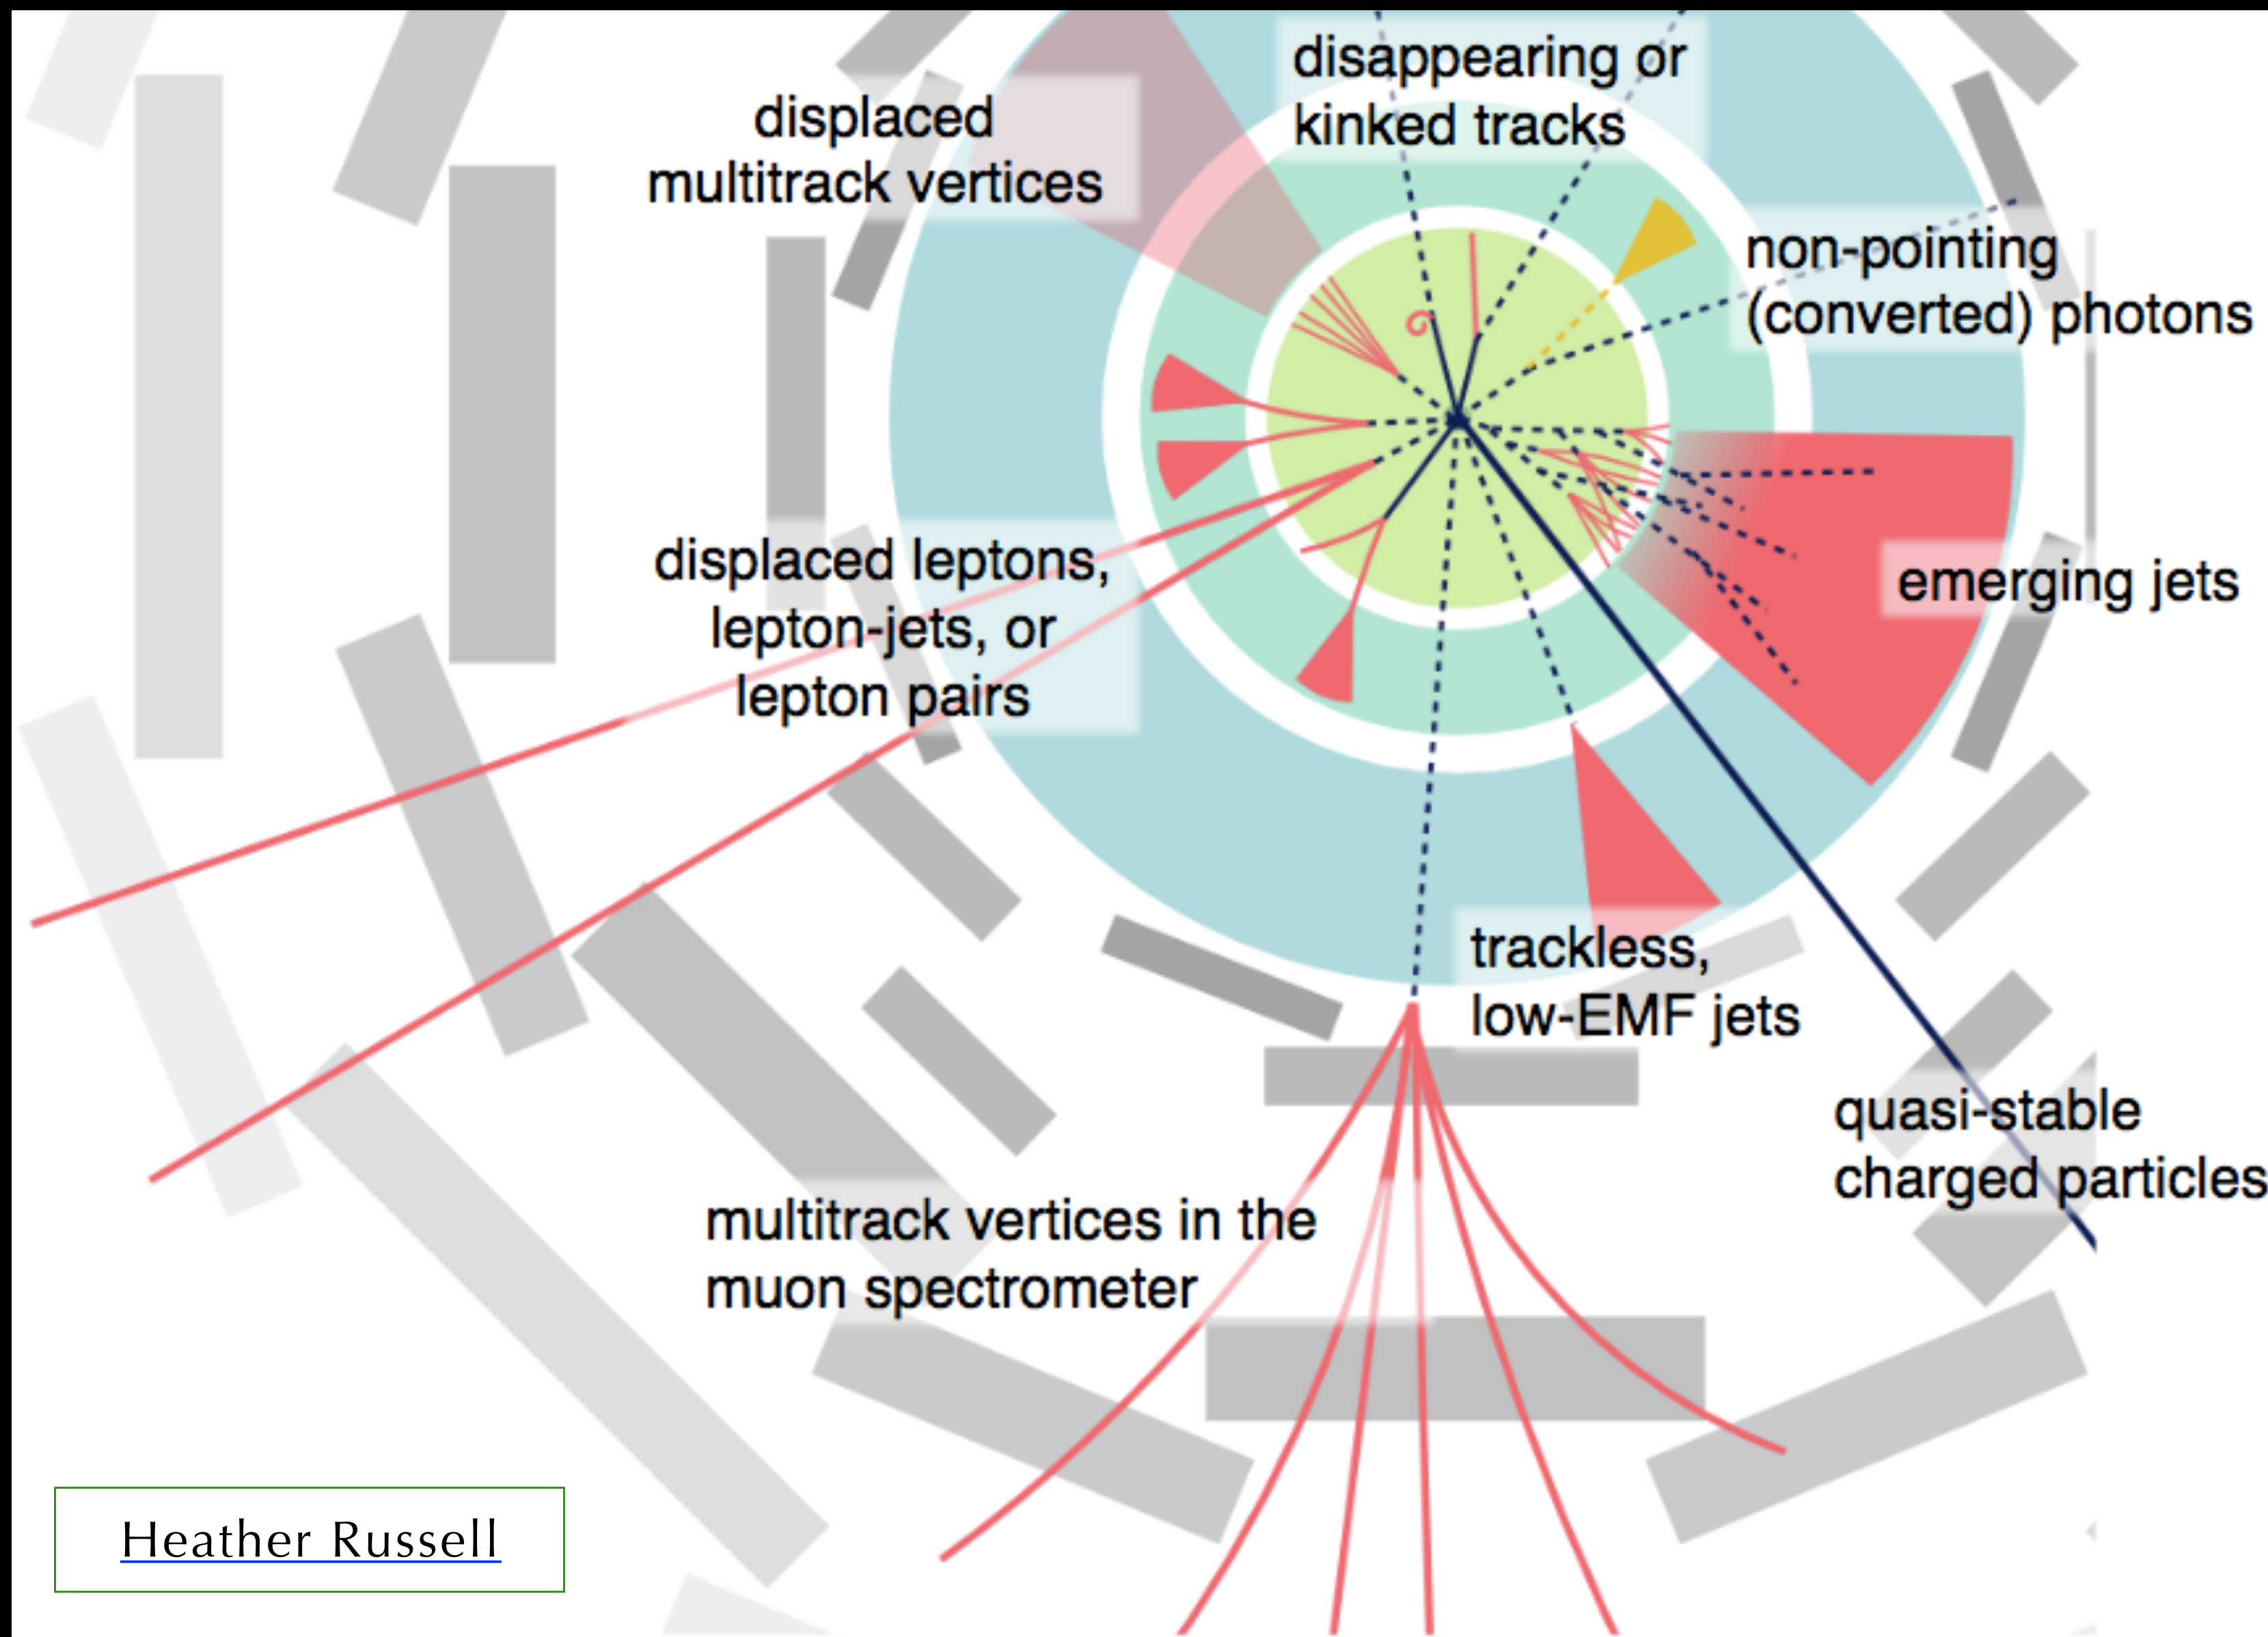 disappearing or
kinked tracks
displaced
multitrack vertices
non-pointing
(converted) photons
displaced leptons,
lepton-jets, or
lepton pairs
emerging jets
trackless,
low-EMF jets
quasi-stable
charged particles
multitrack vertices in the
muon spectrometer
Heather Russell